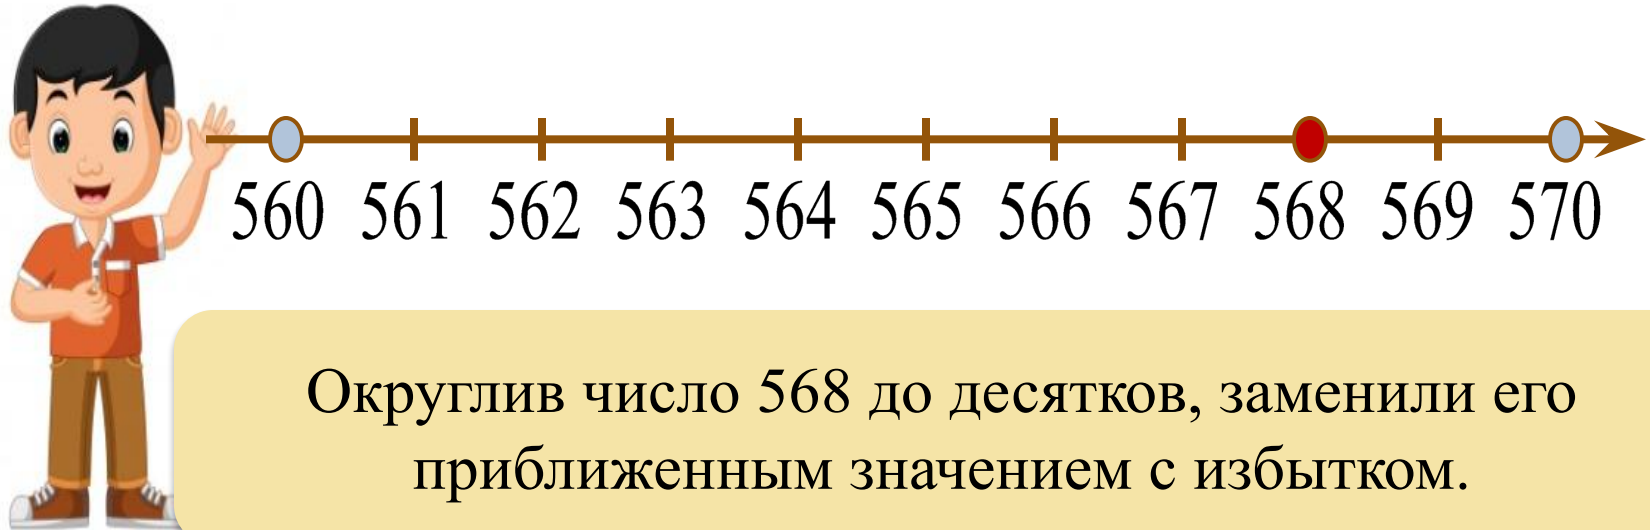 560 561 562 563 564 565 566 567 568 569 570
Округлив число 568 до десятков, заменили его
приближенным значением с избытком.